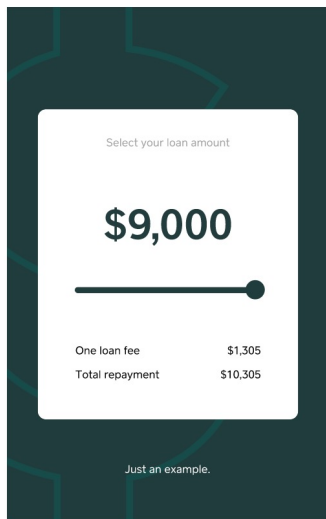 Select your loan amount
$9,000
One loan fee $1,305
Total repayment $10,305
Just an example.